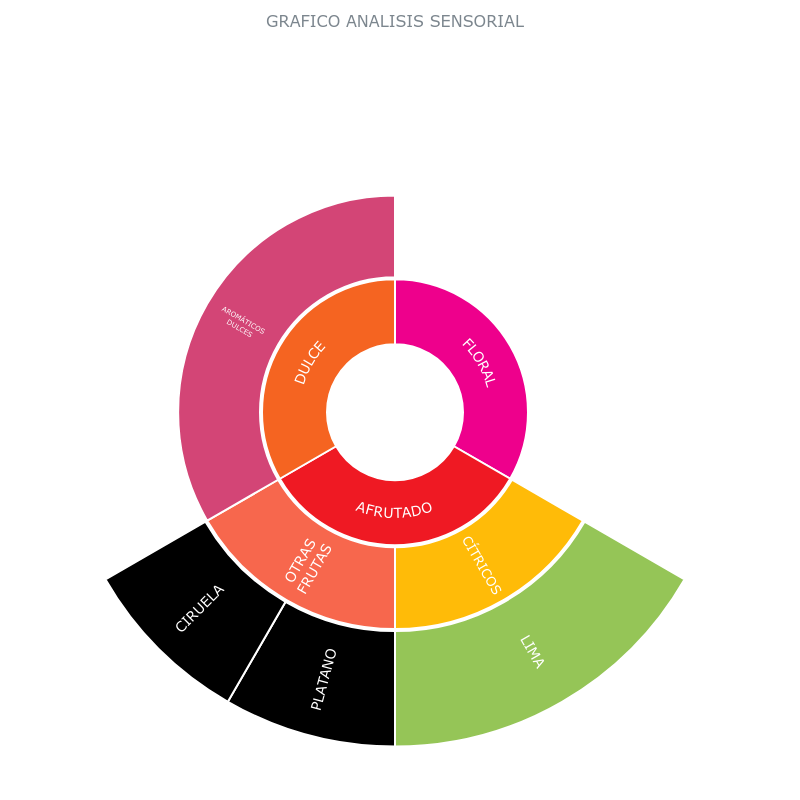 GRAFICO ANALISIS SENSORIAL
AROMÁTICOS
DULCES
DULCE
FLORAL
AFRUTADO
OTRAS
FRUTAS
CÍTRICOS
CIRUELA
PLATANO
LIMA